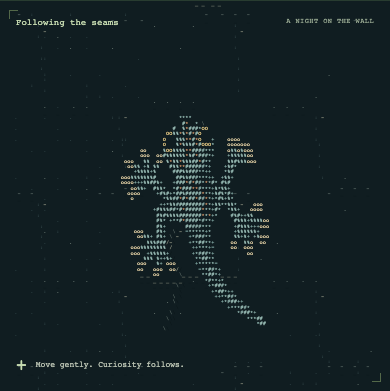 Following the seams
A NIGHT ON THE WALL
Move gently. Curiosity follows.